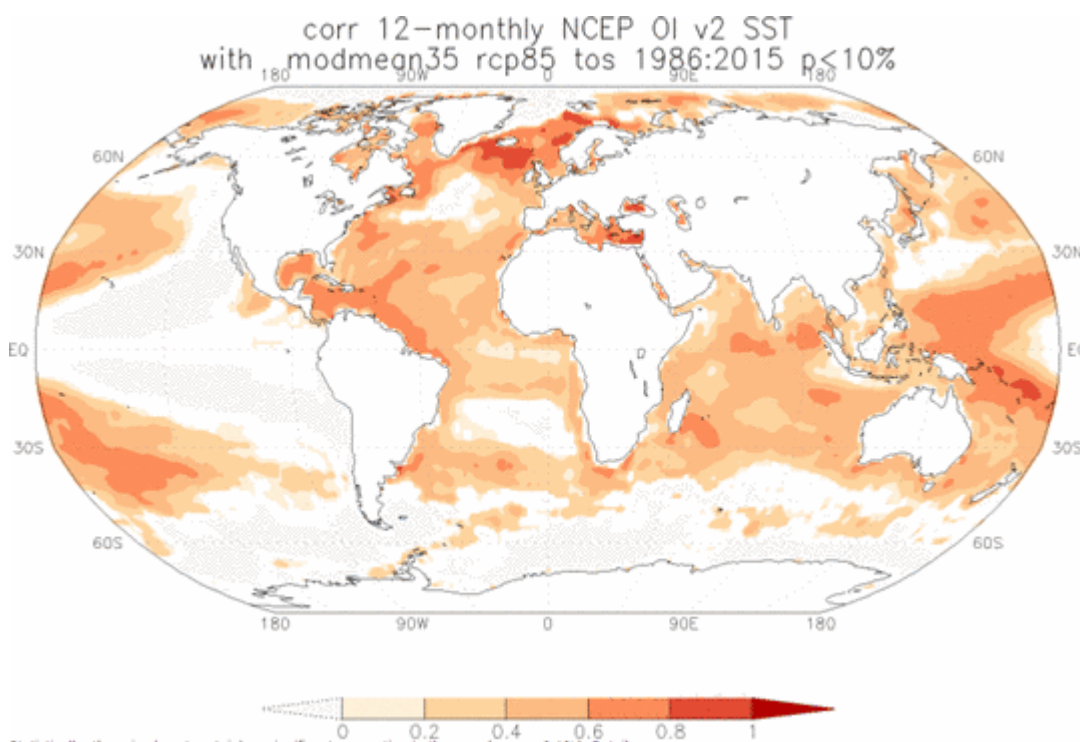 corr 12-monthly NCEP OI v2 SST
with modmean35 rcp85 tos 1986:2015 p<10%
180 90W 0 90E 180
60N 60N
30N 30N
EQ EQ
30S 30S
60S 60S
180 90W 0 90E 180
0 0.2 0.4 0.6 0.8 1